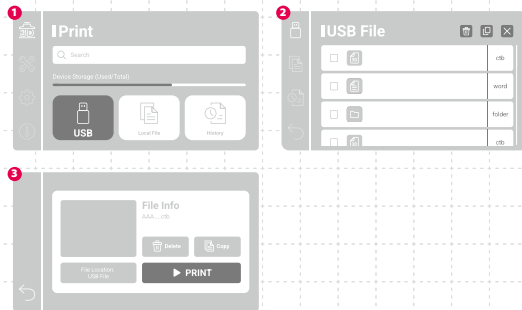 1
Print
Search
Device Storage (Used/Total)
USB
Local File
History
2
USB File
ctb
word
folder
ctb
3
File Info
AAA....ctb
Delete
Copy
File Location:
USB File
PRINT